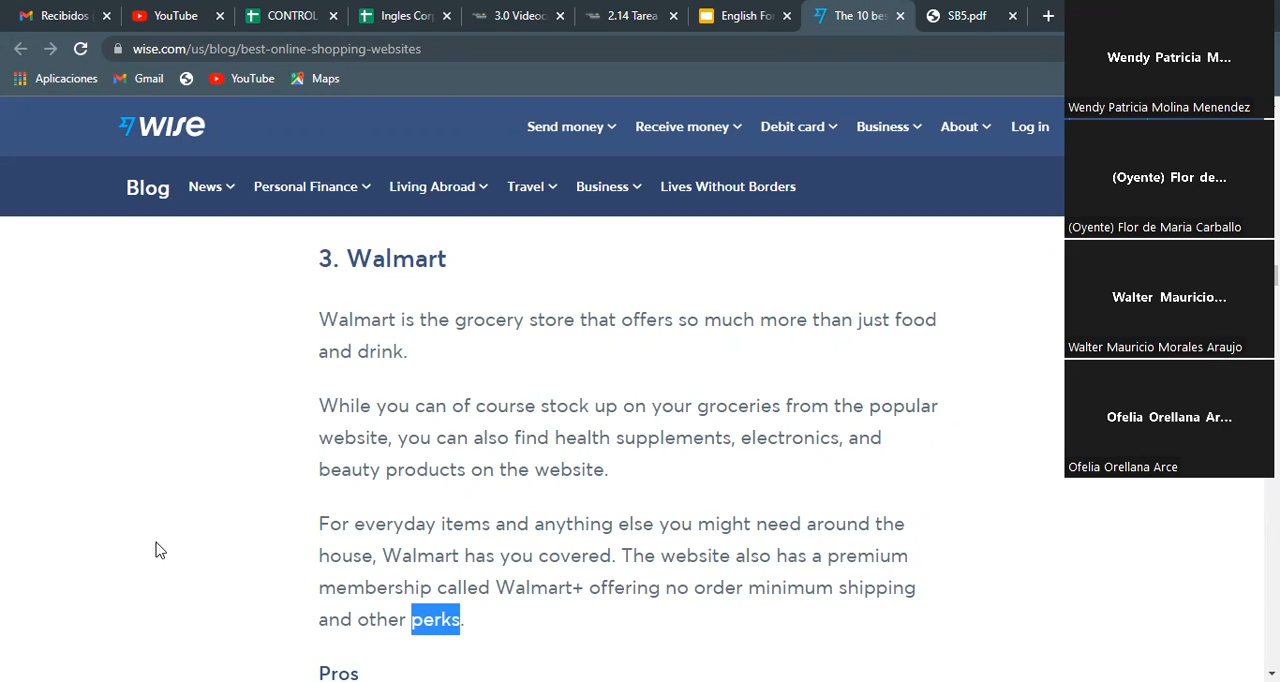 Recibidos
YouTube
CONTROL
Ingles Cor
3.0 Videoc
2.14 Tarea
English Fo
The 10 bes
SB5.pdf
wise.com/us/blog/best-online-shopping-websites
Aplicaciones
Gmail
YouTube
Maps
WISE
Send money
Receive money
Debit card
Business
About
Log in
Blog
News
Personal Finance
Living Abroad
Travel
Business
Lives Without Borders
3. Walmart
Walmart is the grocery store that offers so much more than just food
and drink.
While you can of course stock up on your groceries from the popular
website, you can also find health supplements, electronics, and
beauty products on the website.
For everyday items and anything else you might need around the
house, Walmart has you covered. The website also has a premium
membership called Walmart+ offering no order minimum shipping
and other perks.
Pros
Wendy Patricia M...
Wendy Patricia Molina Menendez
(Oyente) Flor de...
(Oyente) Flor de Maria Carballo
Walter Mauricio...
Walter Mauricio Morales Araujo
Ofelia Orellana Ar...
Ofelia Orellana Arce